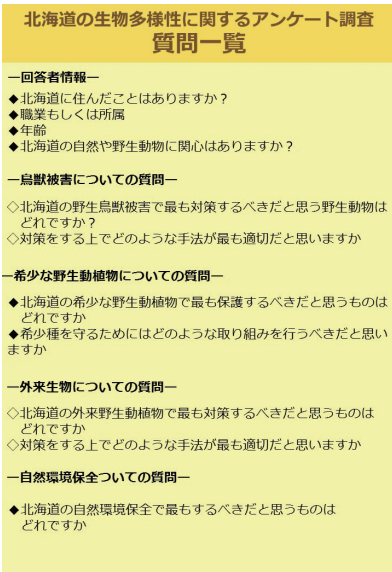 北海道の生物多様性に関するアンケート調査
質問一覧
―回答者情報―
◆北海道に住んだことはありますか？
◆職業もしくは所属
◆年齢
◆北海道の自然や野生動物に関心はありますか？
―鳥獣被害についての質問―
◇北海道の野生鳥獣被害で最も対策するべきだと思う野生動物は
どれですか？
◇対策をする上でどのような手法が最も適切だと思いますか
―希少な野生動植物についての質問―
◆北海道の希少な野生動植物で最も保護するべきだと思うものは
どれですか
◆希少種を守るためにはどのような取り組みを行うべきだと思い
ますか
―外来生物についての質問―
◇北海道の外来野生動植物で最も対策するべきだと思うものは
どれですか
◇対策をする上でどのような手法が最も適切だと思いますか
―自然環境保全ついての質問―
◆北海道の自然環境保全で最もするべきだと思うものは
どれですか